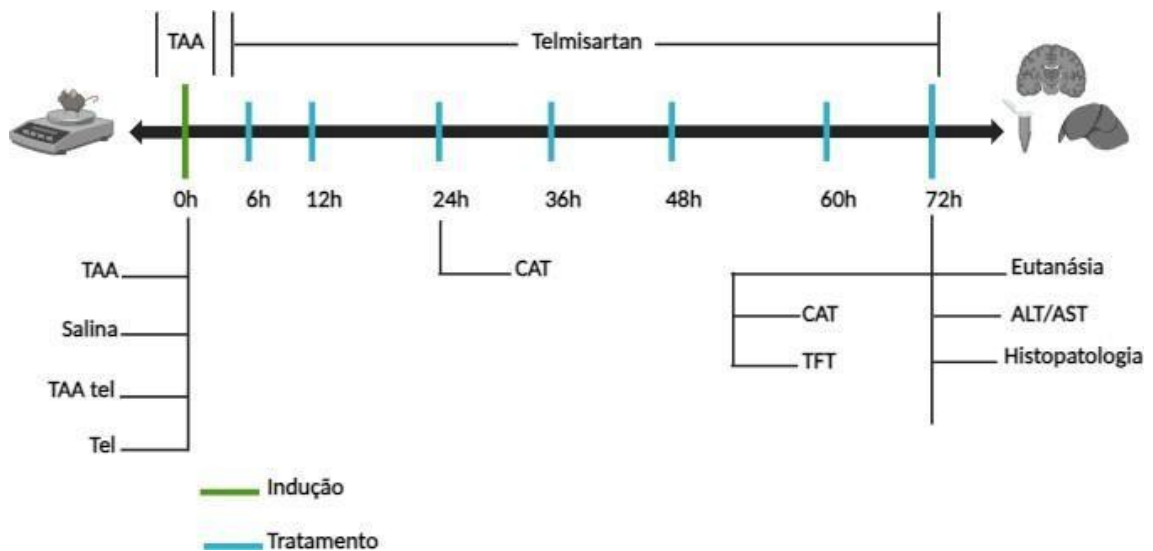 TAA
Telmisartan
0h 6h 12h 24h 36h 48h 60h 72h
TAA
CAT
Eutanásia
Salina
CAT
ALT/AST
TAA tel
TFT
Histopatologia
Tel
Indução
Tratamento